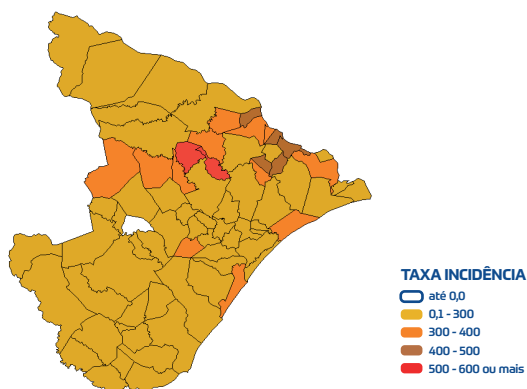 TAXA INCIDÊNCIA
até 0,0
0,1 - 300
300 - 400
400 - 500
500 - 600 ou mais